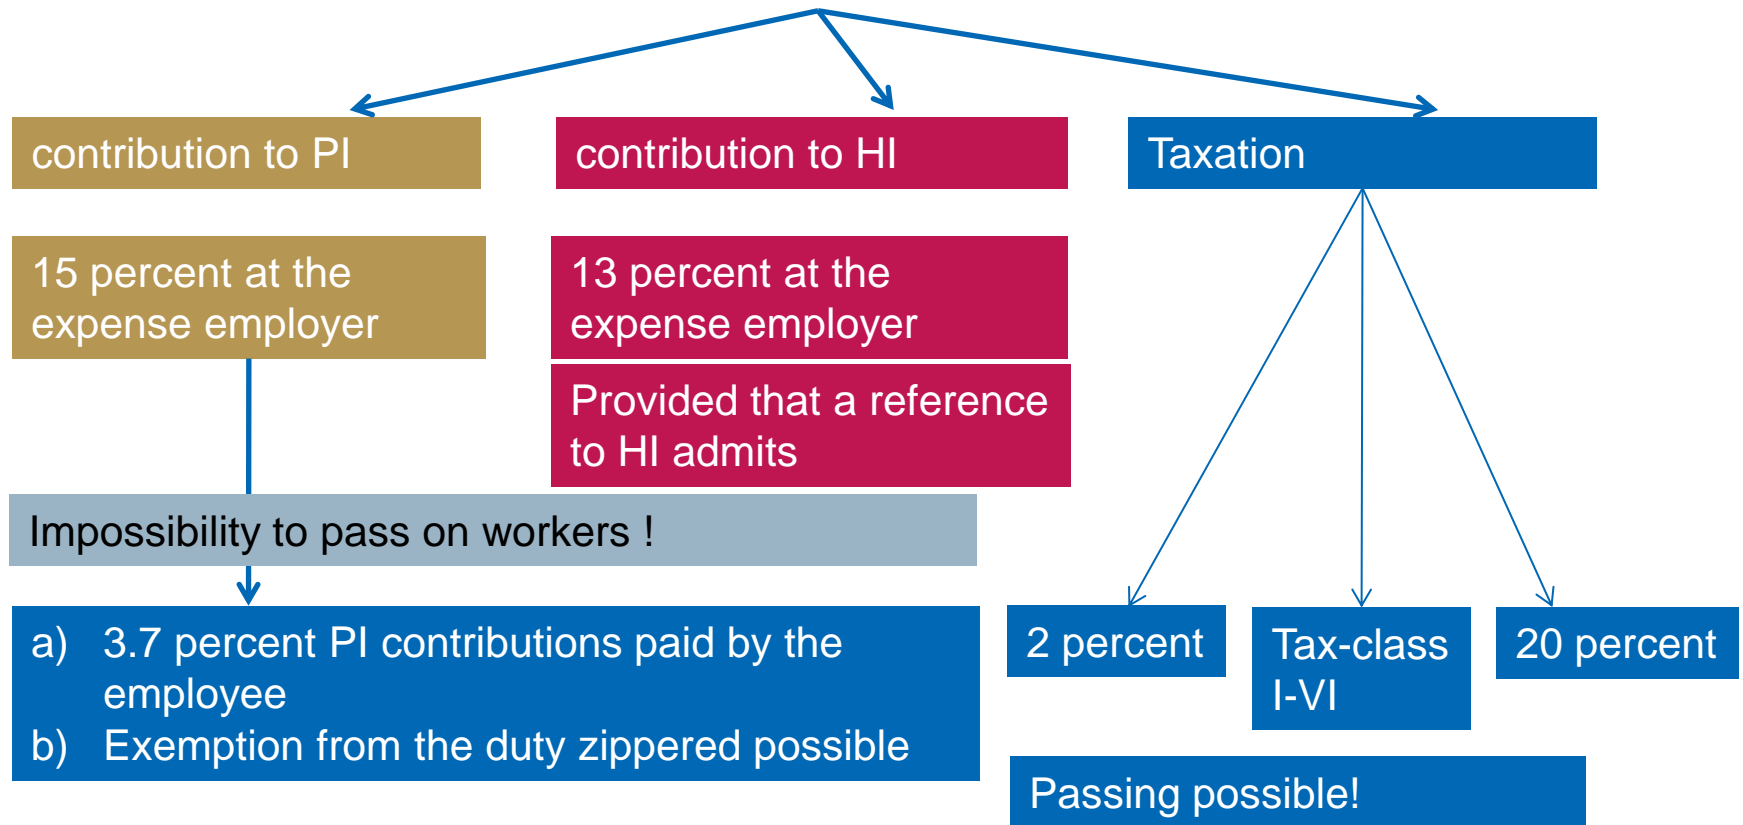 contribution to PI
contribution to HI
Taxation
15 percent at the
expense employer
13 percent at the
expense employer
Provided that a reference
to HI admits
Impossibility to pass on workers !
a) 3.7 percent PI contributions paid by the
employee
b) Exemption from the duty zippered possible
2 percent
Tax-class
I-VI
20 percent
Passing possible!